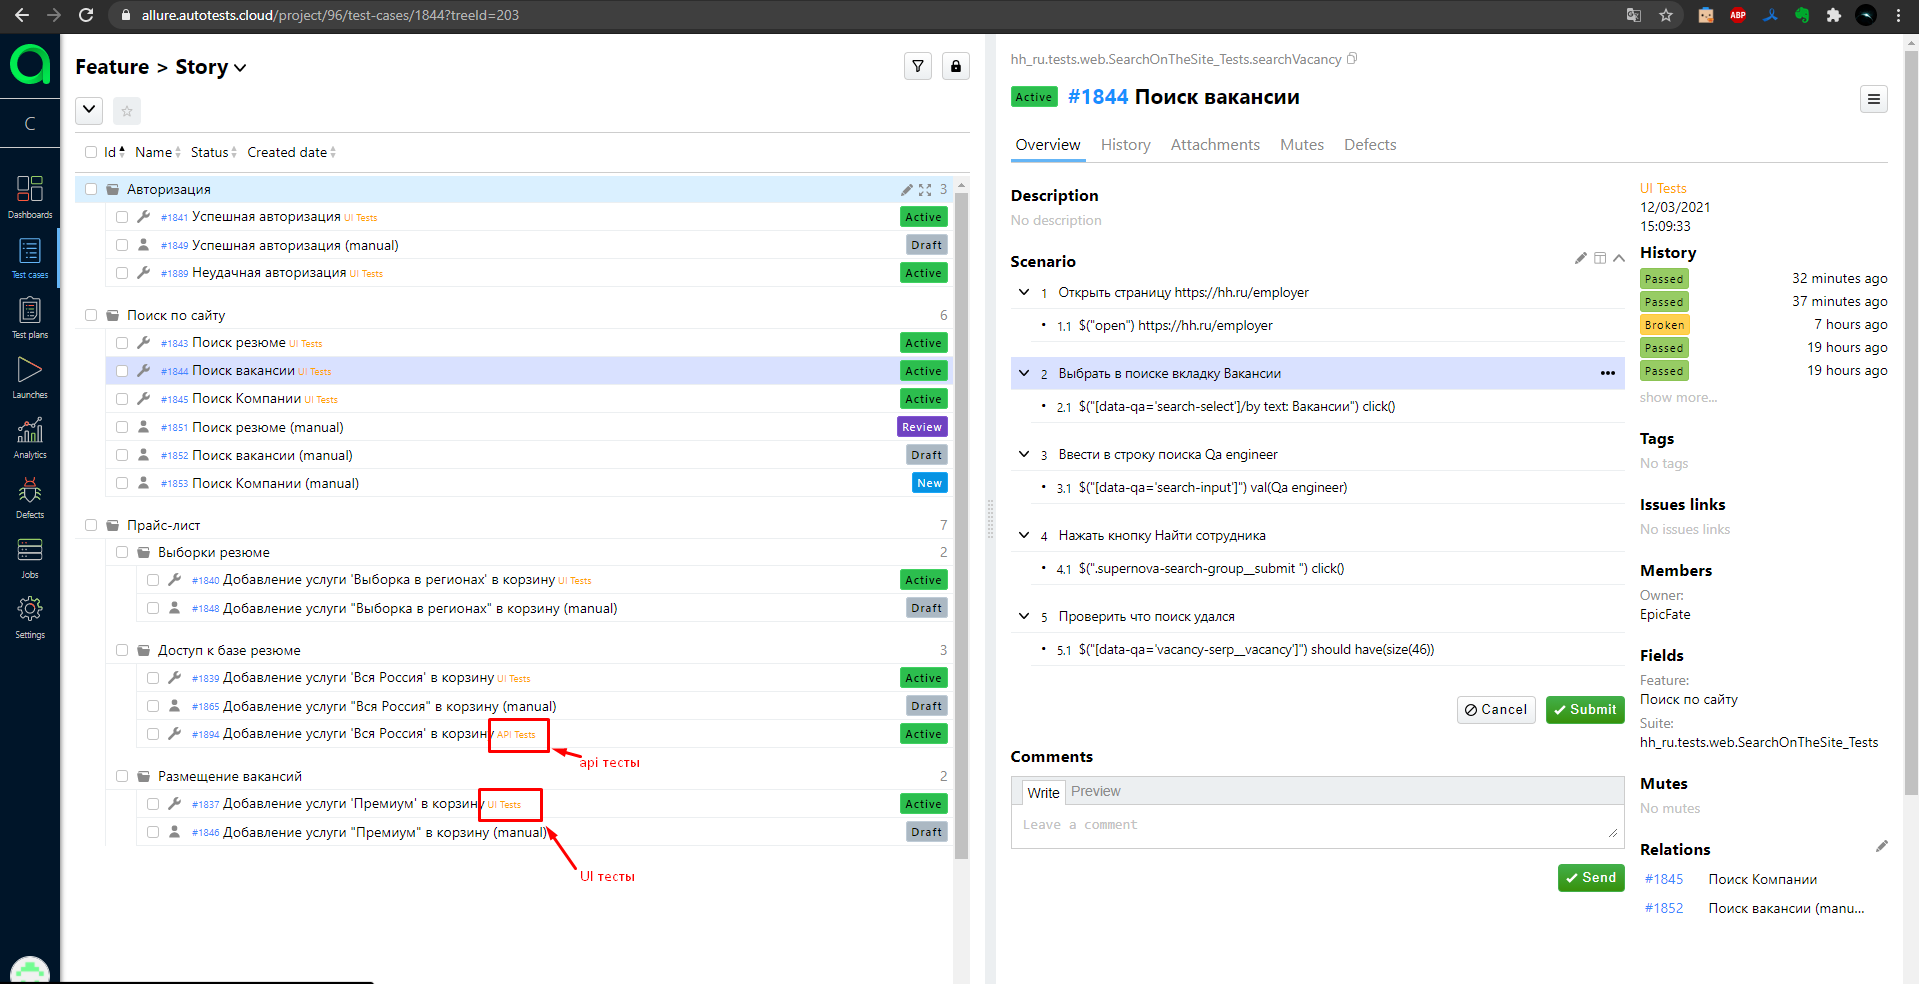 allure.autotests.cloud/project/96/test-cases/1844?treeId=203
ABP
C
Dashboards
Test cases
Test plans
Launches
Analytics
Defects
Jobs
Settings
Feature > Story
Id Name Status Created date
Авторизация 3
#1841 Успешная авторизация UI Tests Active
#1849 Успешная авторизация (manual) Draft
#1889 Неудачная авторизация UI Tests Active
Поиск по сайту 6
#1843 Поиск резюме UI Tests Active
#1844 Поиск вакансии UI Tests Active
#1845 Поиск Компании UI Tests Active
#1851 Поиск резюме (manual) Review
#1852 Поиск вакансии (manual) Draft
#1853 Поиск Компании (manual) New
Прайс-лист 7
Выборки резюме 2
#1840 Добавление услуги 'Выборка в регионах' в корзину UI Tests Active
#1848 Добавление услуги "Выборка в регионах" в корзину (manual) Draft
Доступ к базе резюме 3
#1839 Добавление услуги 'Вся Россия' в корзину UI Tests Active
#1865 Добавление услуги "Вся Россия" в корзину (manual) Draft
#1894 Добавление услуги 'Вся Россия' в корзину API Tests Active
api тесты
Размещение вакансий 2
#1837 Добавление услуги 'Премиум' в корзину UI Tests Active
#1846 Добавление услуги "Премиум" в корзину (manual) Draft
UI тесты
hh_ru.tests.web.SearchOnTheSite_Tests.searchVacancy
Active #1844 Поиск вакансии
Overview History Attachments Mutes Defects
Description
No description
Scenario
1 Открыть страницу https://hh.ru/employer
• 1.1 $("open") https://hh.ru/employer
2 Выбрать в поиске вкладку Вакансии •••
• 2.1 $("[data-qa='search-select']/by text: Вакансии") click()
3 Ввести в строку поиска Qa engineer
• 3.1 $("[data-qa='search-input']") val(Qa engineer)
4 Нажать кнопку Найти сотрудника
• 4.1 $(".supernova-search-group__submit ") click()
5 Проверить что поиск удался
• 5.1 $("[data-qa='vacancy-serp__vacancy']") should have(size(46))
Cancel Submit
Comments
Write Preview
Leave a comment
Send
UI Tests
12/03/2021
15:09:33
History
Passed 32 minutes ago
Passed 37 minutes ago
Broken 7 hours ago
Passed 19 hours ago
Passed 19 hours ago
show more...
Tags
No tags
Issues links
No issues links
Members
Owner:
EpicFate
Fields
Feature:
Поиск по сайту
Suite:
hh_ru.tests.web.SearchOnTheSite_Tests
Mutes
No mutes
Relations
#1845 Поиск Компании
#1852 Поиск вакансии (manu...